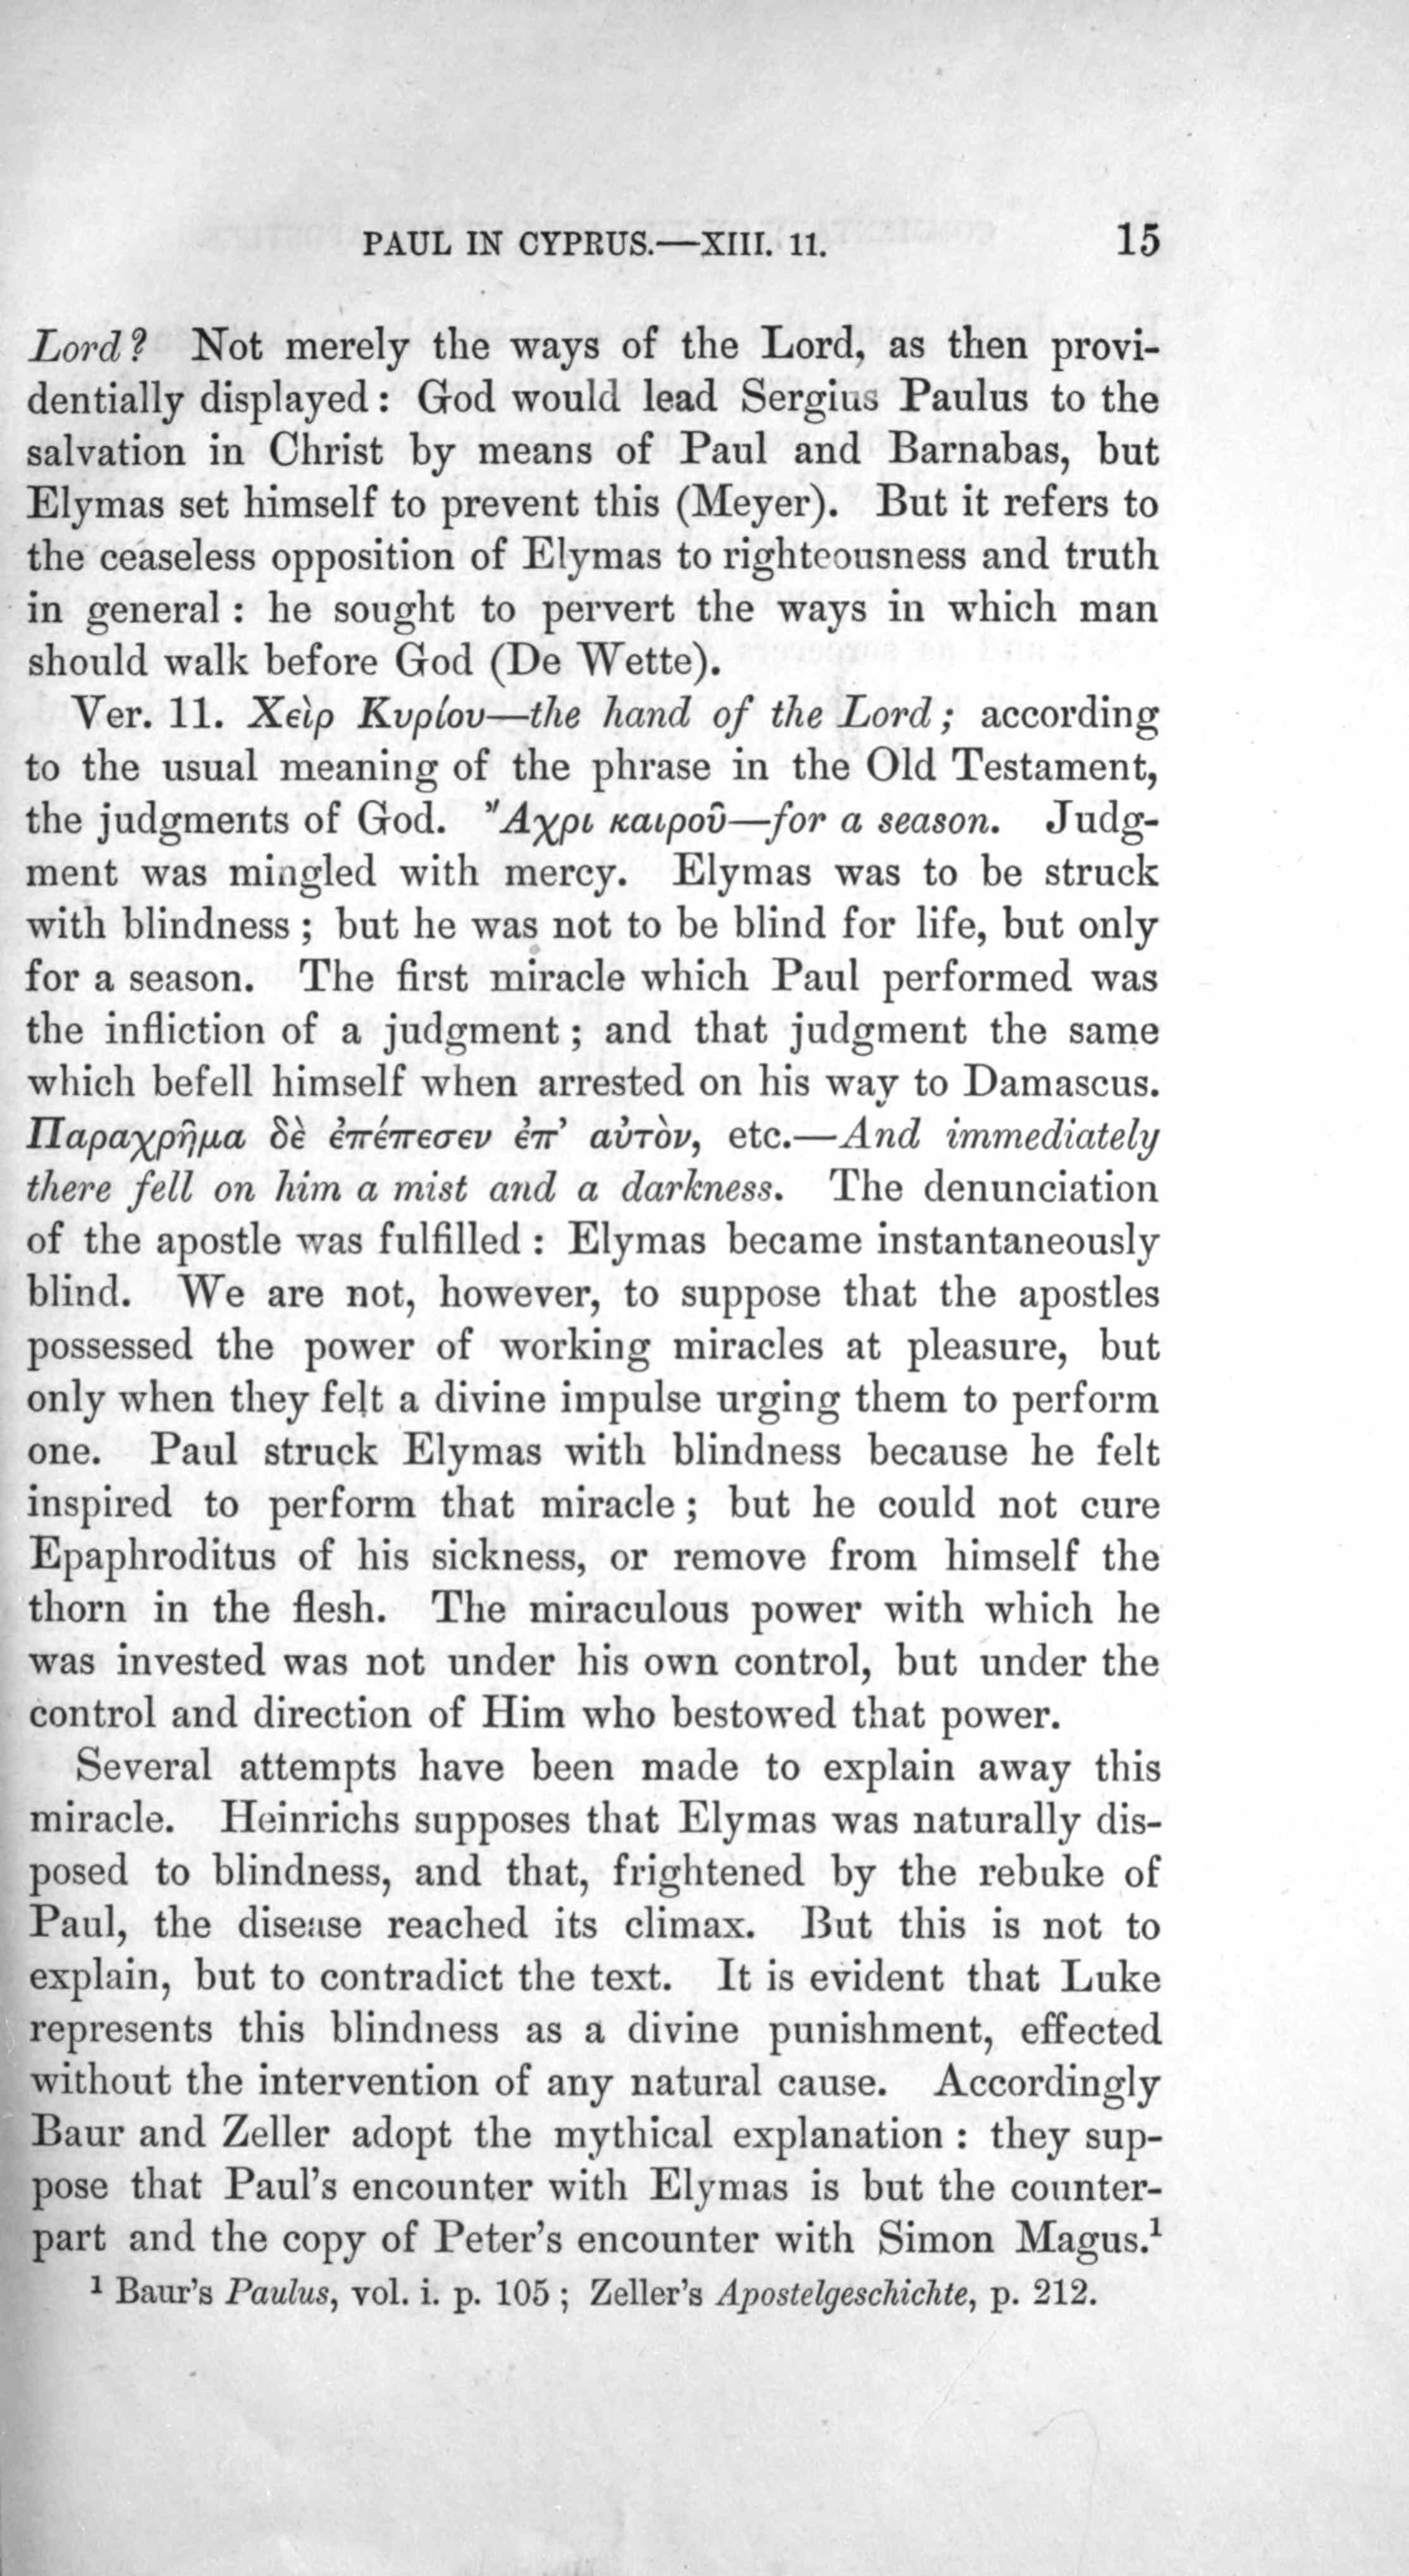 PAUL IN CYPRUS.—XIII. 11. 15
Lord? Not merely the ways of the Lord, as then provi-
dentially displayed: God would lead Sergius Paulus to the
salvation in Christ by means of Paul and Barnabas, but
Elymas set himself to prevent this (Meyer). But it refers to
the ceaseless opposition of Elymas to righteousness and truth
in general: he sought to pervert the ways in which man
should walk before God (De Wette).
Ver. 11. Χεὶρ Κυρίου—the hand of the Lord; according
to the usual meaning of the phrase in the Old Testament,
the judgments of God. Ἄχρι καιροῦ—for a season. Judg-
ment was mingled with mercy. Elymas was to be struck
with blindness; but he was not to be blind for life, but only
for a season. The first miracle which Paul performed was
the infliction of a judgment; and that judgment the same
which befell himself when arrested on his way to Damascus.
Παραχρῆμα δὲ ἐπέπεσεν ἐπ’ αὐτὸν, etc.—And immediately
there fell on him a mist and a darkness. The denunciation
of the apostle was fulfilled: Elymas became instantaneously
blind. We are not, however, to suppose that the apostles
possessed the power of working miracles at pleasure, but
only when they felt a divine impulse urging them to perform
one. Paul struck Elymas with blindness because he felt
inspired to perform that miracle; but he could not cure
Epaphroditus of his sickness, or remove from himself the
thorn in the flesh. The miraculous power with which he
was invested was not under his own control, but under the
control and direction of Him who bestowed that power.
Several attempts have been made to explain away this
miracle. Heinrichs supposes that Elymas was naturally dis-
posed to blindness, and that, frightened by the rebuke of
Paul, the disease reached its climax. But this is not to
explain, but to contradict the text. It is evident that Luke
represents this blindness as a divine punishment, effected
without the intervention of any natural cause. Accordingly
Baur and Zeller adopt the mythical explanation: they sup-
pose that Paul's encounter with Elymas is but the counter-
part and the copy of Peter's encounter with Simon Magus.¹
¹ Baur's Paulus, vol. i. p. 105; Zeller's Apostelgeschichte, p. 212.